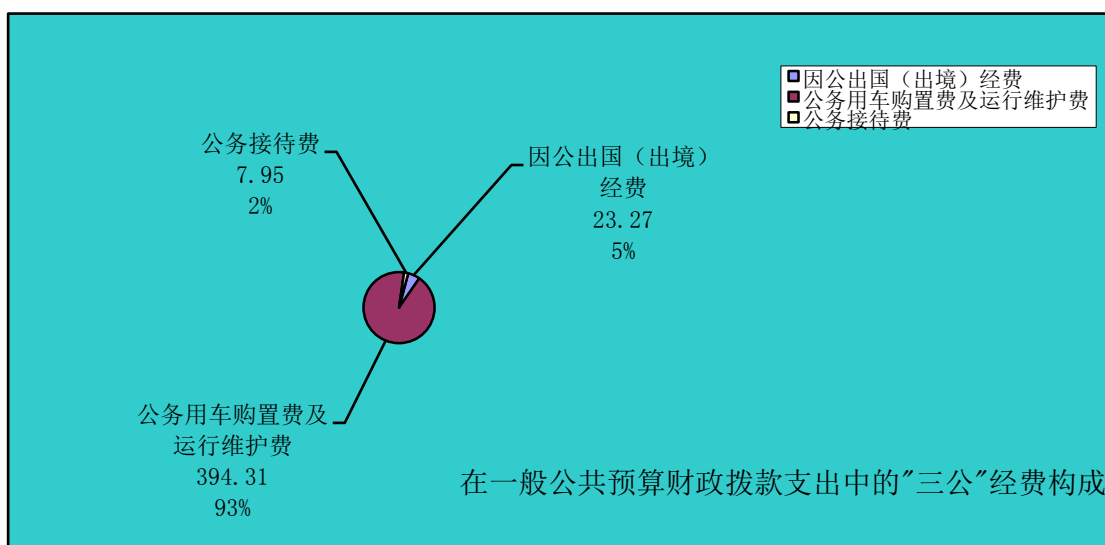 因公出国（出境）经费
公务用车购置费及运行维护费
公务接待费
公务接待费
7.95
2%
因公出国（出境）
经费
23.27
5%
公务用车购置费及
运行维护费
394.31
93%
在一般公共预算财政拨款支出中的"三公"经费构成